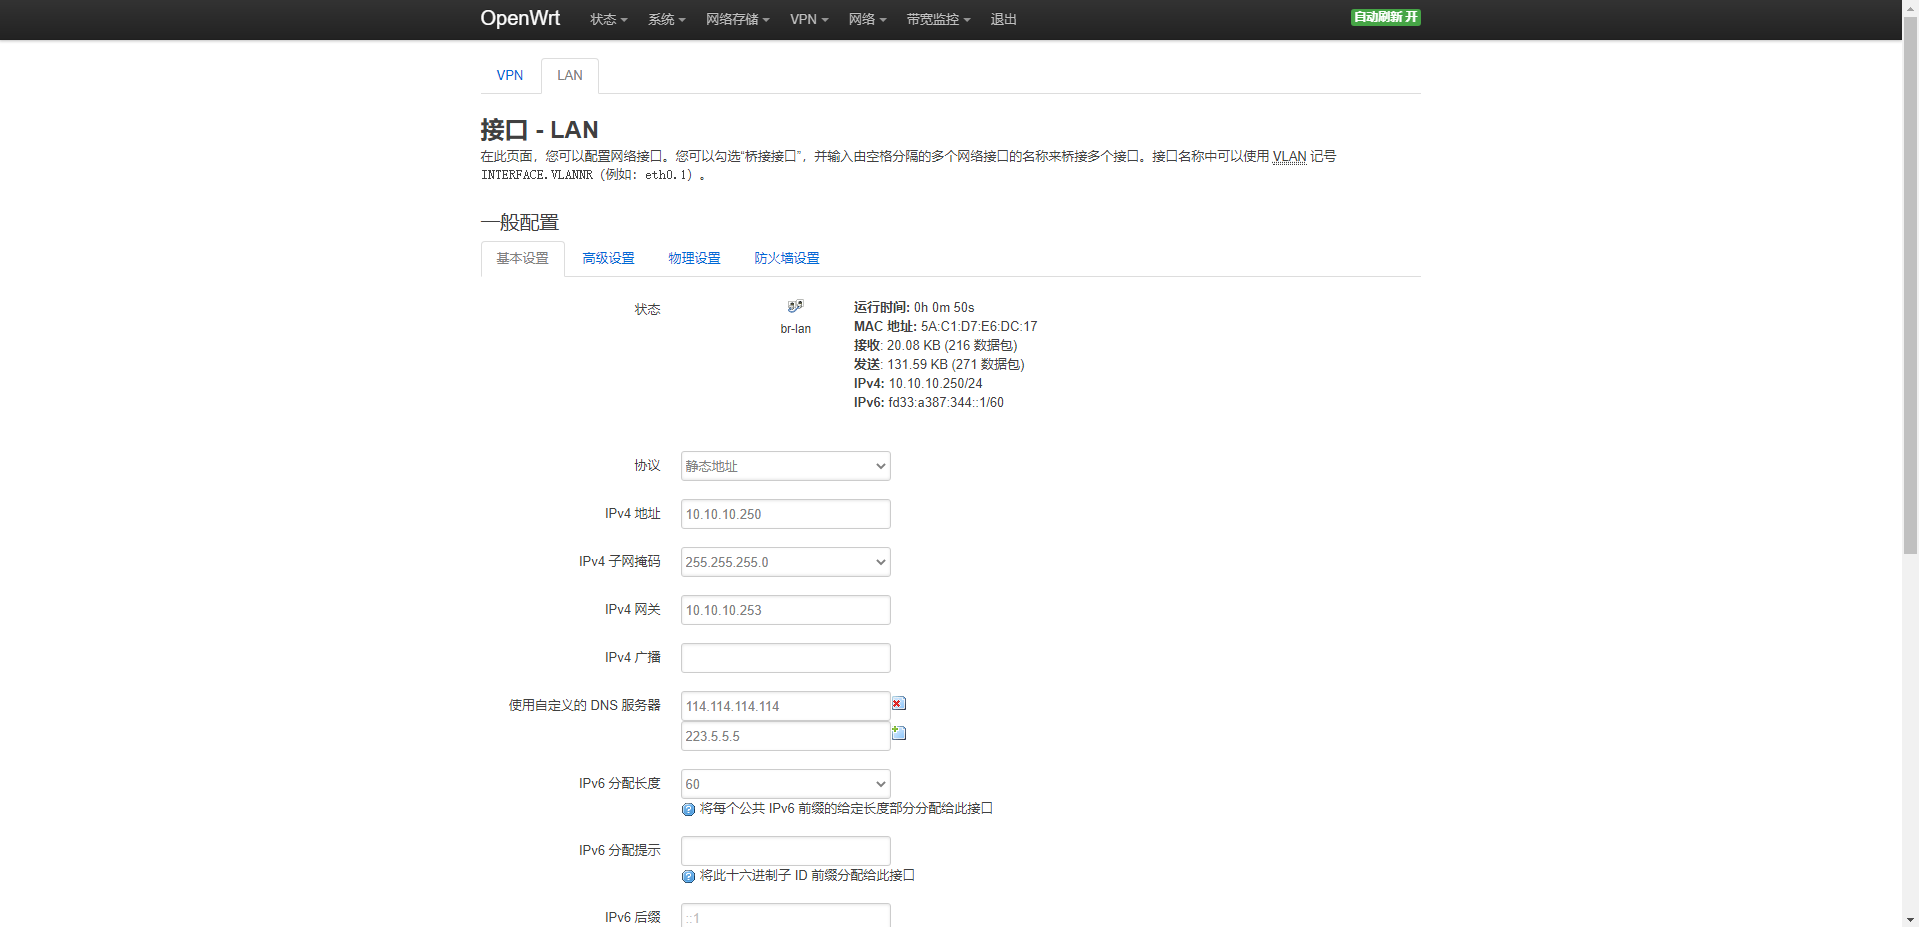 OpenWrt 状态 系统 网络存储 VPN 网络 带宽监控 退出 自动刷新 开
VPN LAN
接口 - LAN
在此页面，您可以配置网络接口。您可以勾选“桥接接口”，并输入由空格分隔的多个网络接口的名称来桥接多个接口。接口名称中可以使用 VLAN 记号
INTERFACE.VLANNR（例如：eth0.1）。
一般配置
基本设置 高级设置 物理设置 防火墙设置
状态
br-lan
运行时间: 0h 0m 50s
MAC 地址: 5A:C1:D7:E6:DC:17
接收: 20.08 KB (216 数据包)
发送: 131.59 KB (271 数据包)
IPv4: 10.10.10.250/24
IPv6: fd33:a387:344::1/60
协议 静态地址
IPv4 地址 10.10.10.250
IPv4 子网掩码 255.255.255.0
IPv4 网关 10.10.10.253
IPv4 广播
使用自定义的 DNS 服务器 114.114.114.114
223.5.5.5
IPv6 分配长度 60
将每个公共 IPv6 前缀的给定长度部分分配给此接口
IPv6 分配提示
将此十六进制子 ID 前缀分配给此接口
IPv6 后缀 ::1